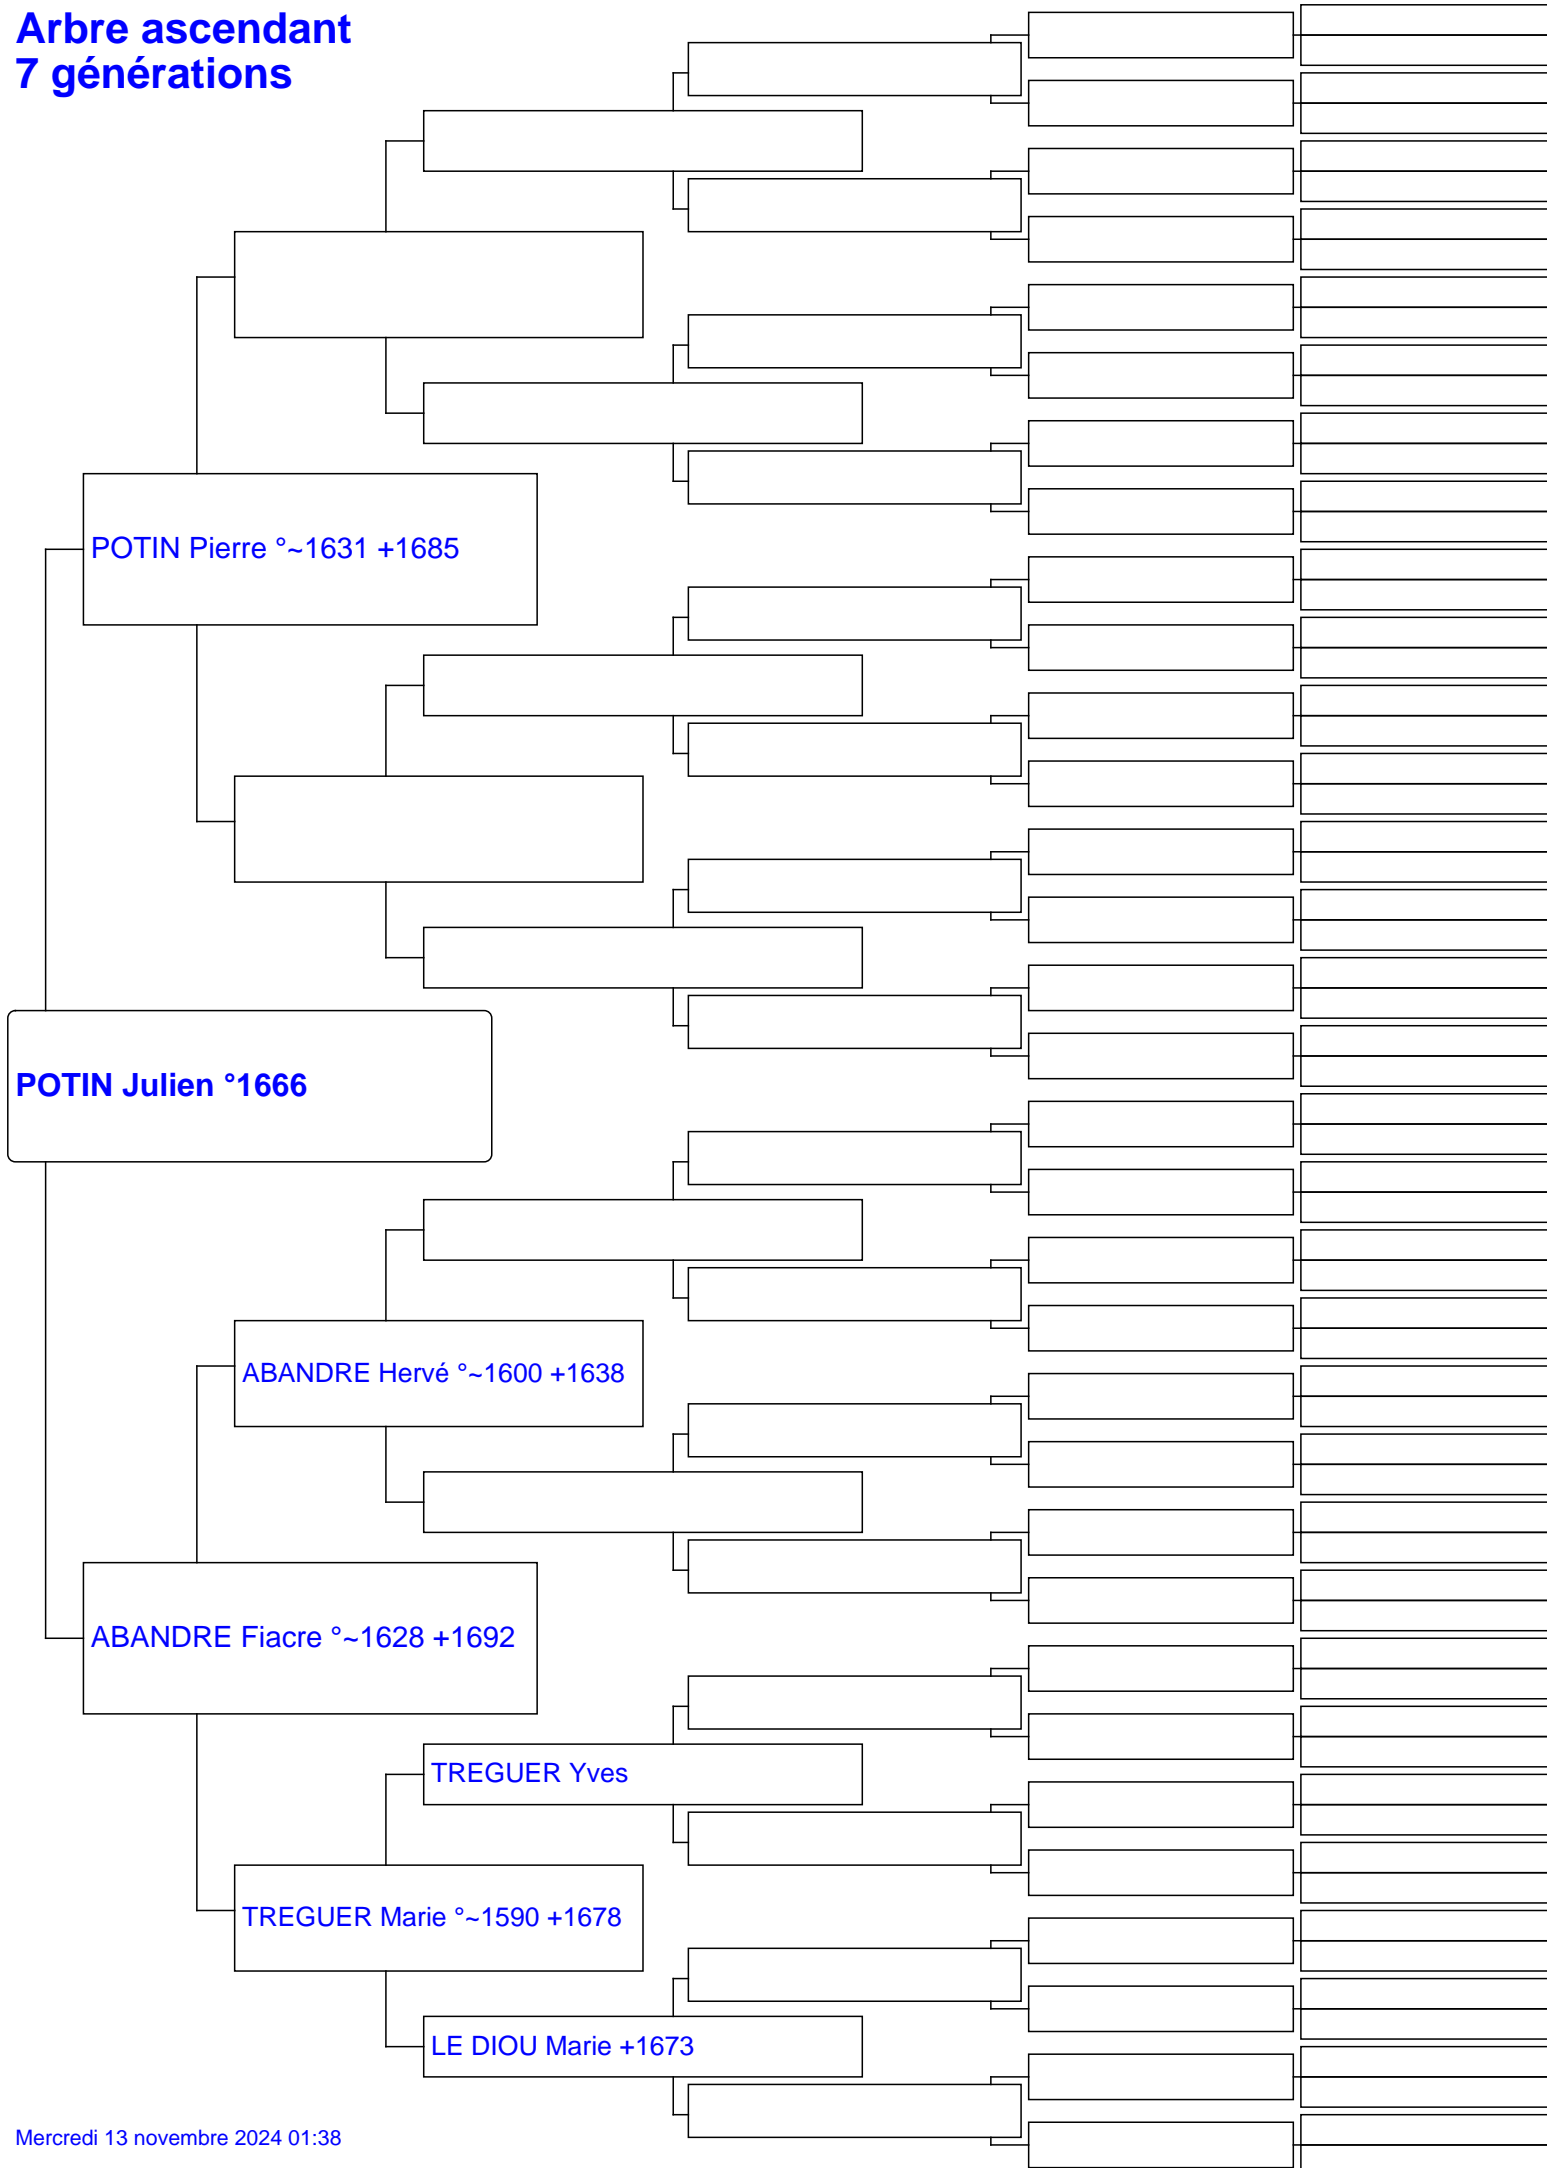 Arbre ascendant
7 générations
POTIN Pierre °~1631 +1685
POTIN Julien °1666
ABANDRE Hervé °~1600 +1638
ABANDRE Fiacre °~1628 +1692
TREGUER Yves
TREGUER Marie °~1590 +1678
LE DIOU Marie +1673
Mercredi 13 novembre 2024 01:38